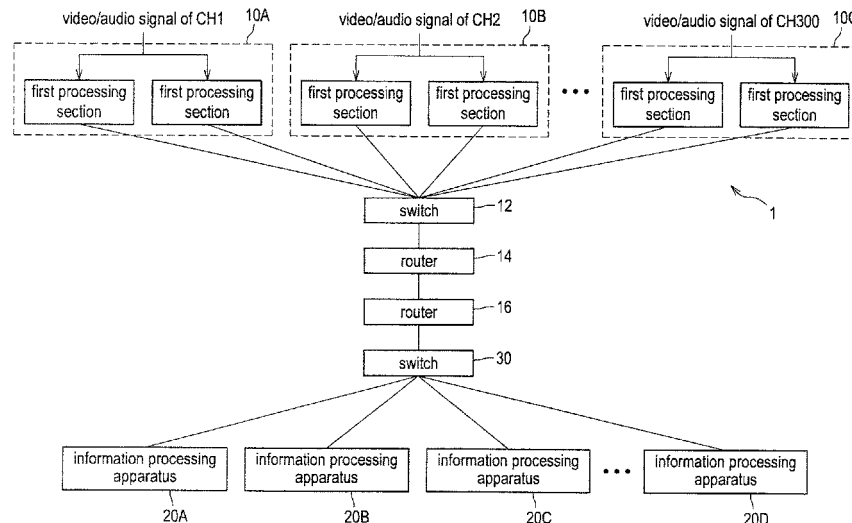 video/audio signal of CH1
10A
video/audio signal of CH2
10B
video/audio signal of CH300
10C
first processing
section
first processing
section
first processing
section
first processing
section
•••
first processing
section
first processing
section
switch
12
1
router
14
router
16
switch
30
information processing
apparatus
information processing
apparatus
information processing
apparatus
•••
information processing
apparatus
20A
20B
20C
20D